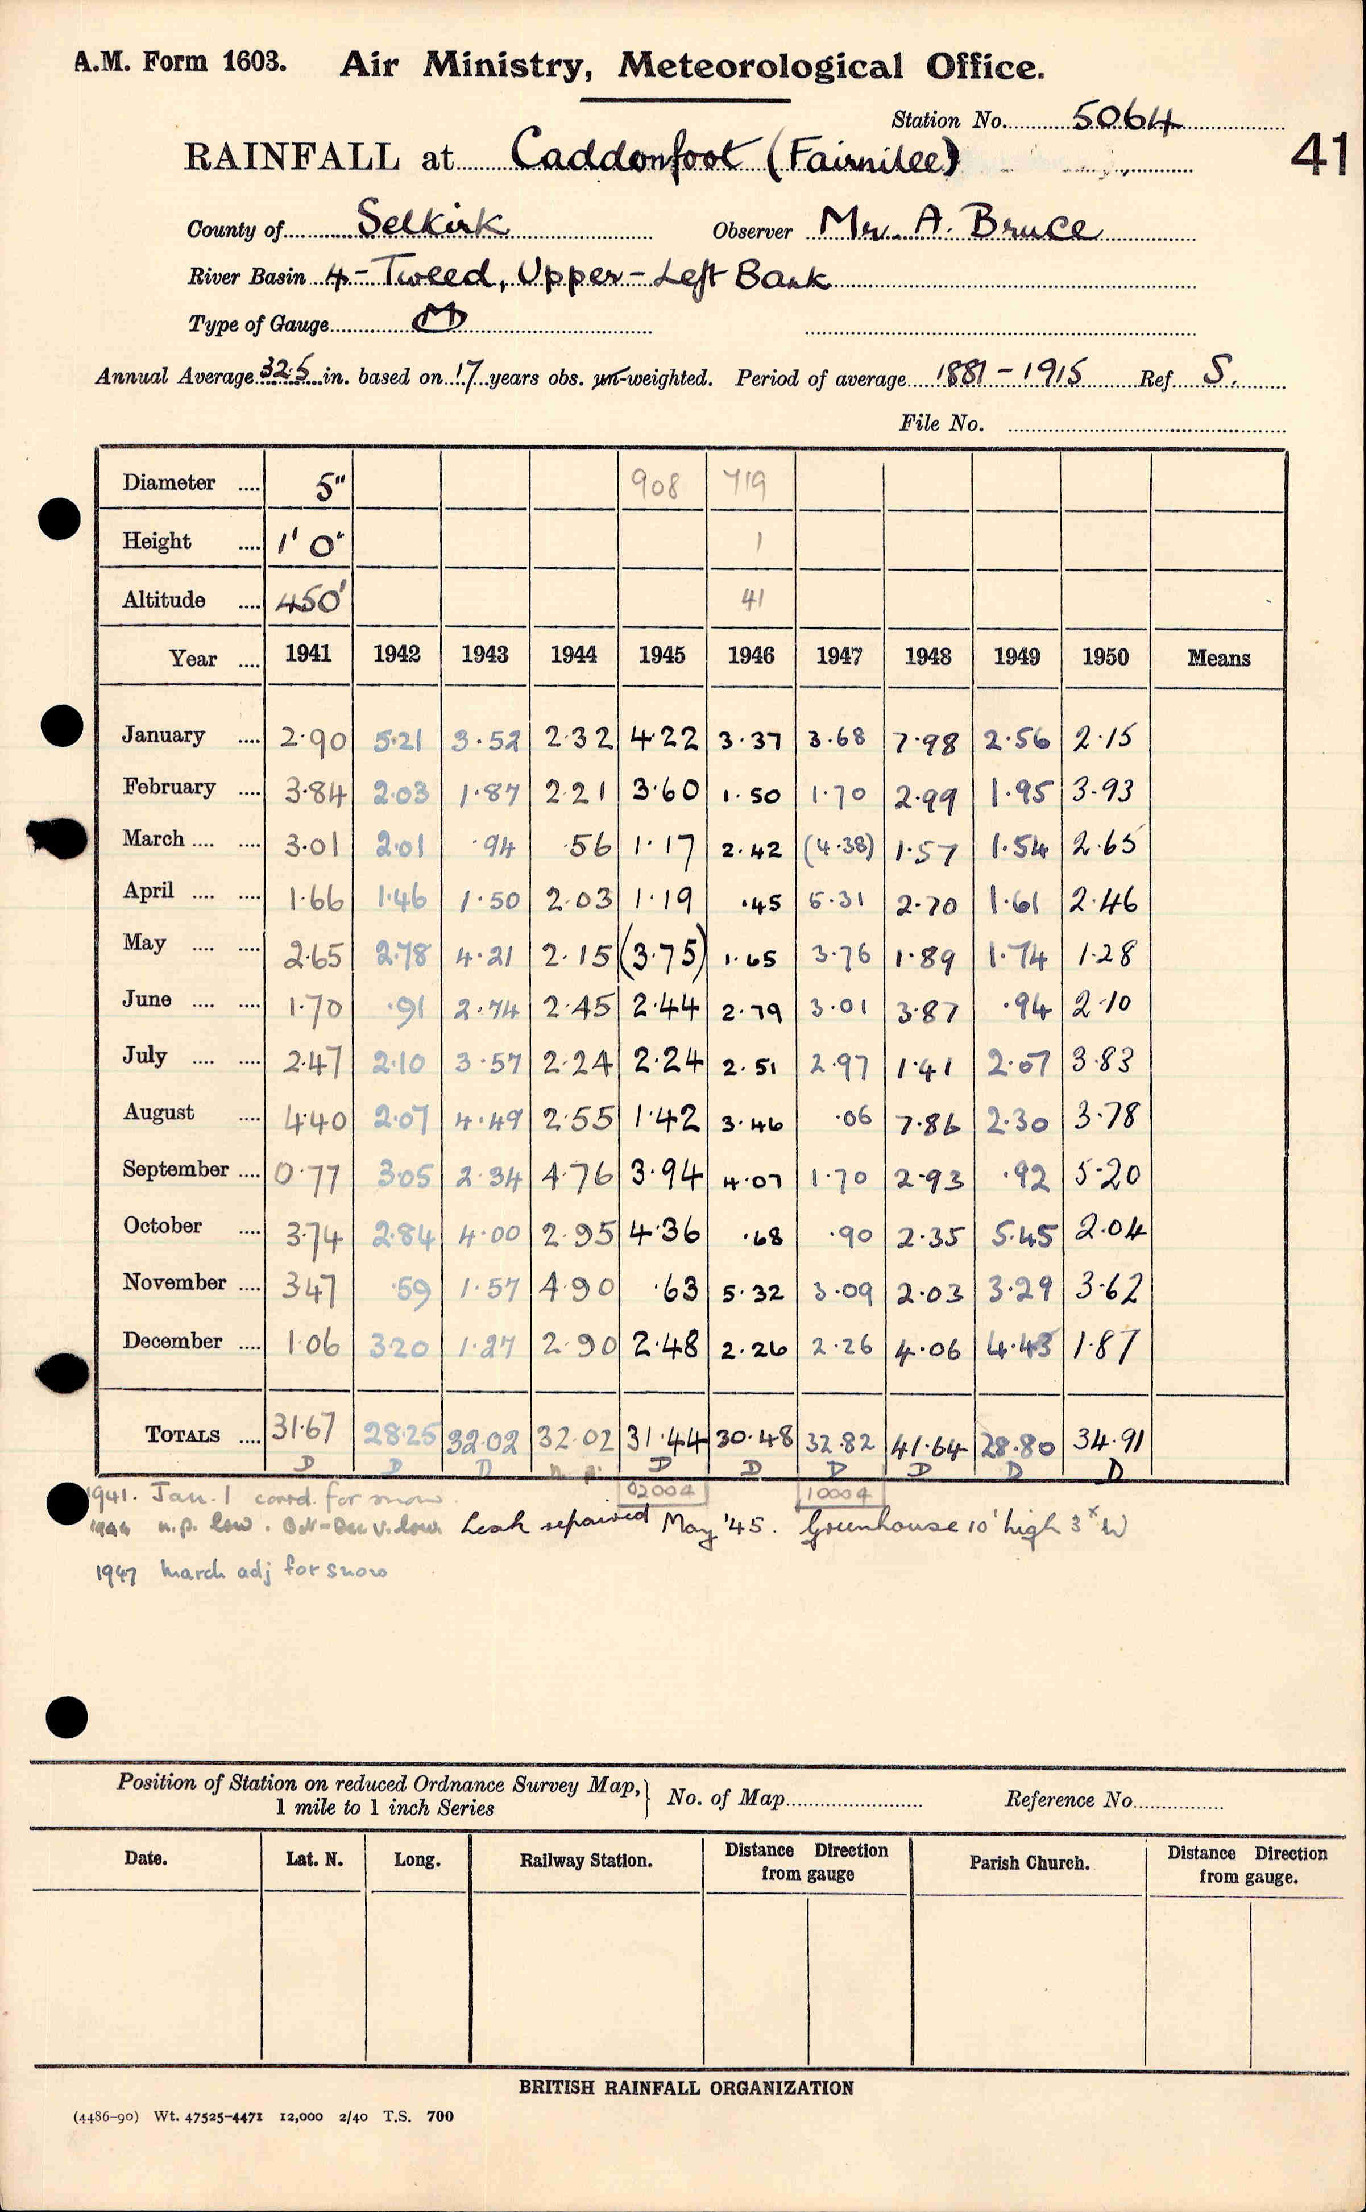 A.M. Form 1603. Air Ministry, Meteorological Office.
Station No. 5064
41
RAINFALL at Caddonfoot (Fairnilee)
County of Selkirk Observer Mr. A. Bruce
River Basin 4 - Tweed, Upper - Left Bank
Type of Gauge M
Annual Average 32.5 in. based on 17 years obs. un-weighted. Period of average 1881 - 1915 Ref S.
File No.
Diameter .... 5" 908 719
Height .... 1' 0" 1
Altitude .... 450' 41
Year .... 1941 1942 1943 1944 1945 1946 1947 1948 1949 1950 Means
January .... 2.90 5.21 3.52 2.32 4.22 3.37 3.68 7.98 2.56 2.15
February .... 3.84 2.03 1.87 2.21 3.60 1.50 1.70 2.99 1.95 3.93
March .... .... 3.01 2.01 .94 .56 1.17 2.42 (4.38) 1.57 1.54 2.65
April .... .... 1.66 1.46 1.50 2.03 1.19 .45 5.31 2.70 1.61 2.46
May .... .... 2.65 2.78 4.21 2.15 (3.75) 1.65 3.76 1.89 1.74 1.28
June .... .... 1.70 .91 2.74 2.45 2.44 2.79 3.01 3.87 .94 2.10
July .... .... 2.47 2.10 3.57 2.24 2.24 2.51 2.97 1.41 2.07 3.83
August .... 4.40 2.07 4.49 2.55 1.42 3.46 .06 7.86 2.30 3.78
September .... 0.77 3.05 2.34 4.76 3.94 4.07 1.70 2.93 .92 5.20
October .... 3.74 2.84 4.00 2.95 4.36 .68 .90 2.35 5.45 2.04
November .... 3.47 .59 1.57 4.90 .63 5.32 3.09 2.03 3.29 3.62
December .... 1.06 3.20 1.27 2.90 2.48 2.26 2.26 4.06 4.43 1.87
TOTALS .... 31.67 28.25 32.02 32.02 31.44 30.48 32.82 41.64 28.80 34.91
D D D n.p. D D D D D D
02004 10004
1941. Jan. 1 corrd. for snow.
1944 n.p. low. Oct-Dec v. low Leak repaired May '45. Greenhouse 10' high 3x W
1947 March adj for snow
Position of Station on reduced Ordnance Survey Map, 1 mile to 1 inch Series } No. of Map Reference No.
Date. Lat. N. Long. Railway Station. Distance Direction from gauge Parish Church. Distance Direction from gauge.
BRITISH RAINFALL ORGANIZATION
(4486-90) Wt. 47525-4471 12,000 2/40 T.S. 700